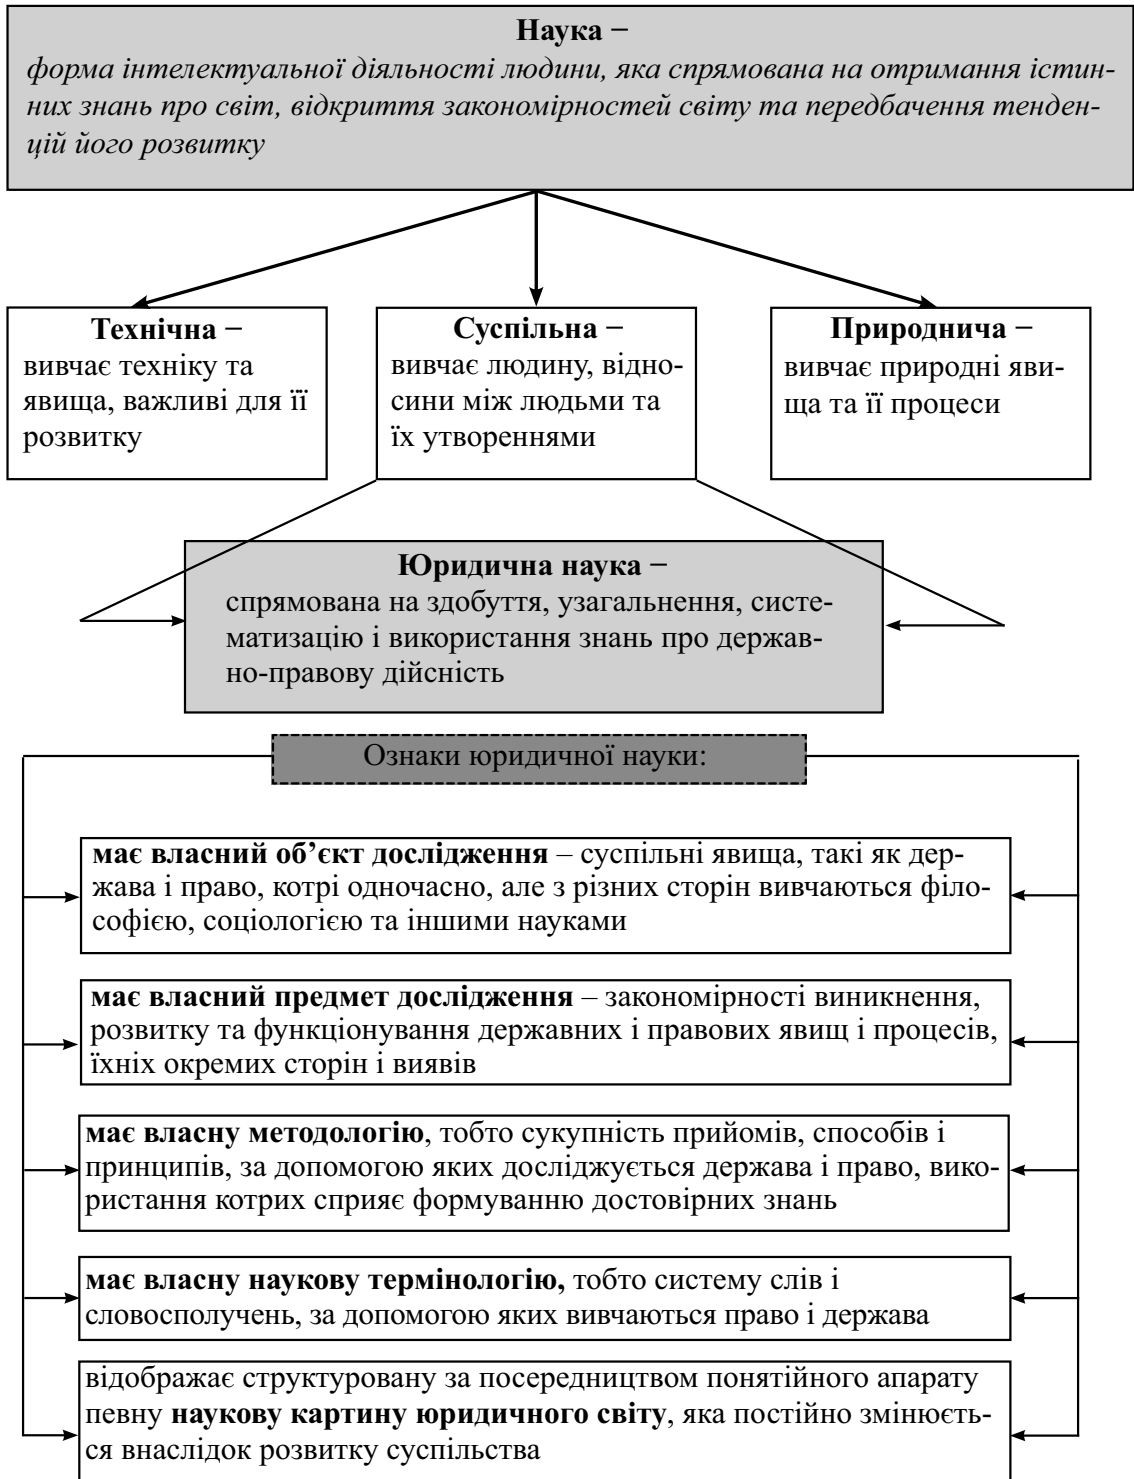 Наука −
форма інтелектуальної діяльності людини, яка спрямована на отримання істин-
них знань про світ, відкриття закономірностей світу та передбачення тенден-
цій його розвитку
Технічна −
вивчає техніку та
явища, важливі для її
розвитку
Суспільна −
вивчає людину, відно-
сини між людьми та
їх утвореннями
Природнича −
вивчає природні яви-
ща та її процеси
Юридична наука −
спрямована на здобуття, узагальнення, систе-
матизацію і використання знань про держав-
но-правову дійсність
Ознаки юридичної науки:
має власний об’єкт дослідження – суспільні явища, такі як дер-
жава і право, котрі одночасно, але з різних сторін вивчаються філо-
софією, соціологією та іншими науками
має власний предмет дослідження – закономірності виникнення,
розвитку та функціонування державних і правових явищ і процесів,
їхніх окремих сторін і виявів
має власну методологію, тобто сукупність прийомів, способів і
принципів, за допомогою яких досліджується держава і право, вико-
ристання котрих сприяє формуванню достовірних знань
має власну наукову термінологію, тобто систему слів і
словосполучень, за допомогою яких вивчаються право і держава
відображає структуровану за посередництвом понятійного апарату
певну наукову картину юридичного світу, яка постійно змінюєть-
ся внаслідок розвитку суспільства